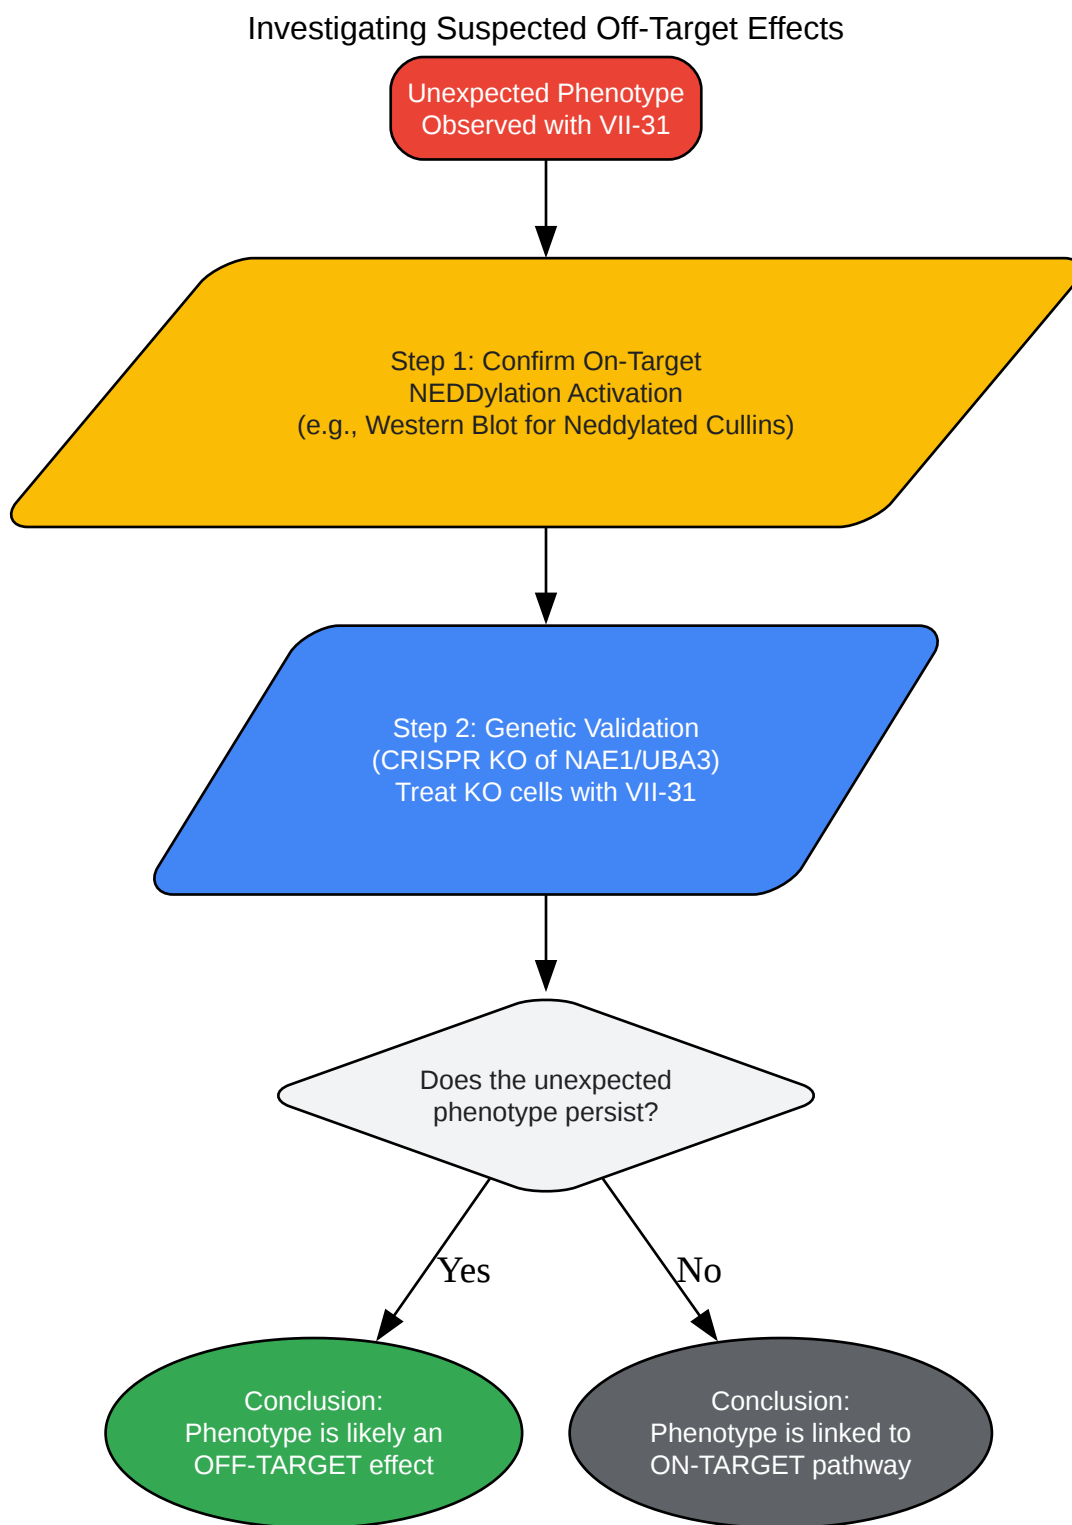 Investigating Suspected Off-Target Effects
Unexpected Phenotype
Observed with VII-31
Step 1: Confirm On-Target
NEDDylation Activation
(e.g., Western Blot for Neddylated Cullins)
Step 2: Genetic Validation
(CRISPR KO of NAE1/UBA3)
Treat KO cells with VII-31
Does the unexpected
phenotype persist?
Yes
No
Conclusion:
Phenotype is likely an
OFF-TARGET effect
Conclusion:
Phenotype is linked to
ON-TARGET pathway